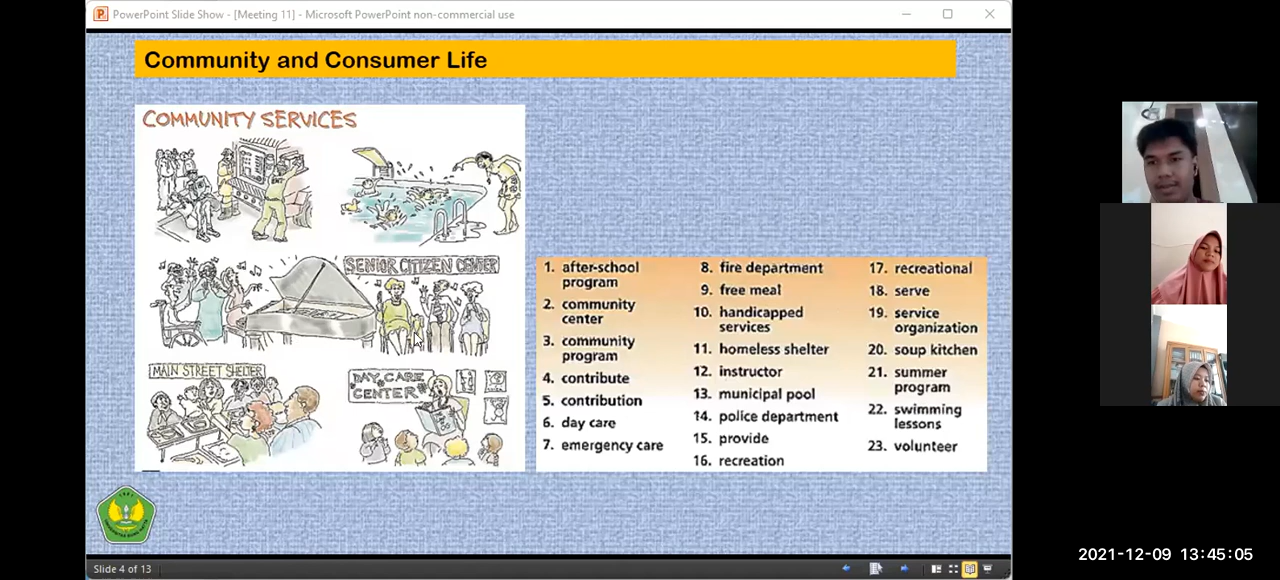 PowerPoint Slide Show - [Meeting 11] - Microsoft PowerPoint non-commercial use
Community and Consumer Life
COMMUNITY SERVICES
SENIOR CITIZEN CENTER
MAIN STREET SHELTER
DAY CARE
CENTER
1. after-school
program
2. community
center
3. community
program
4. contribute
5. contribution
6. day care
7. emergency care
8. fire department
9. free meal
10. handicapped
services
11. homeless shelter
12. instructor
13. municipal pool
14. police department
15. provide
16. recreation
17. recreational
18. serve
19. service
organization
20. soup kitchen
21. summer
program
22. swimming
lessons
23. volunteer
Slide 4 of 13
2021-12-09 13:45:05